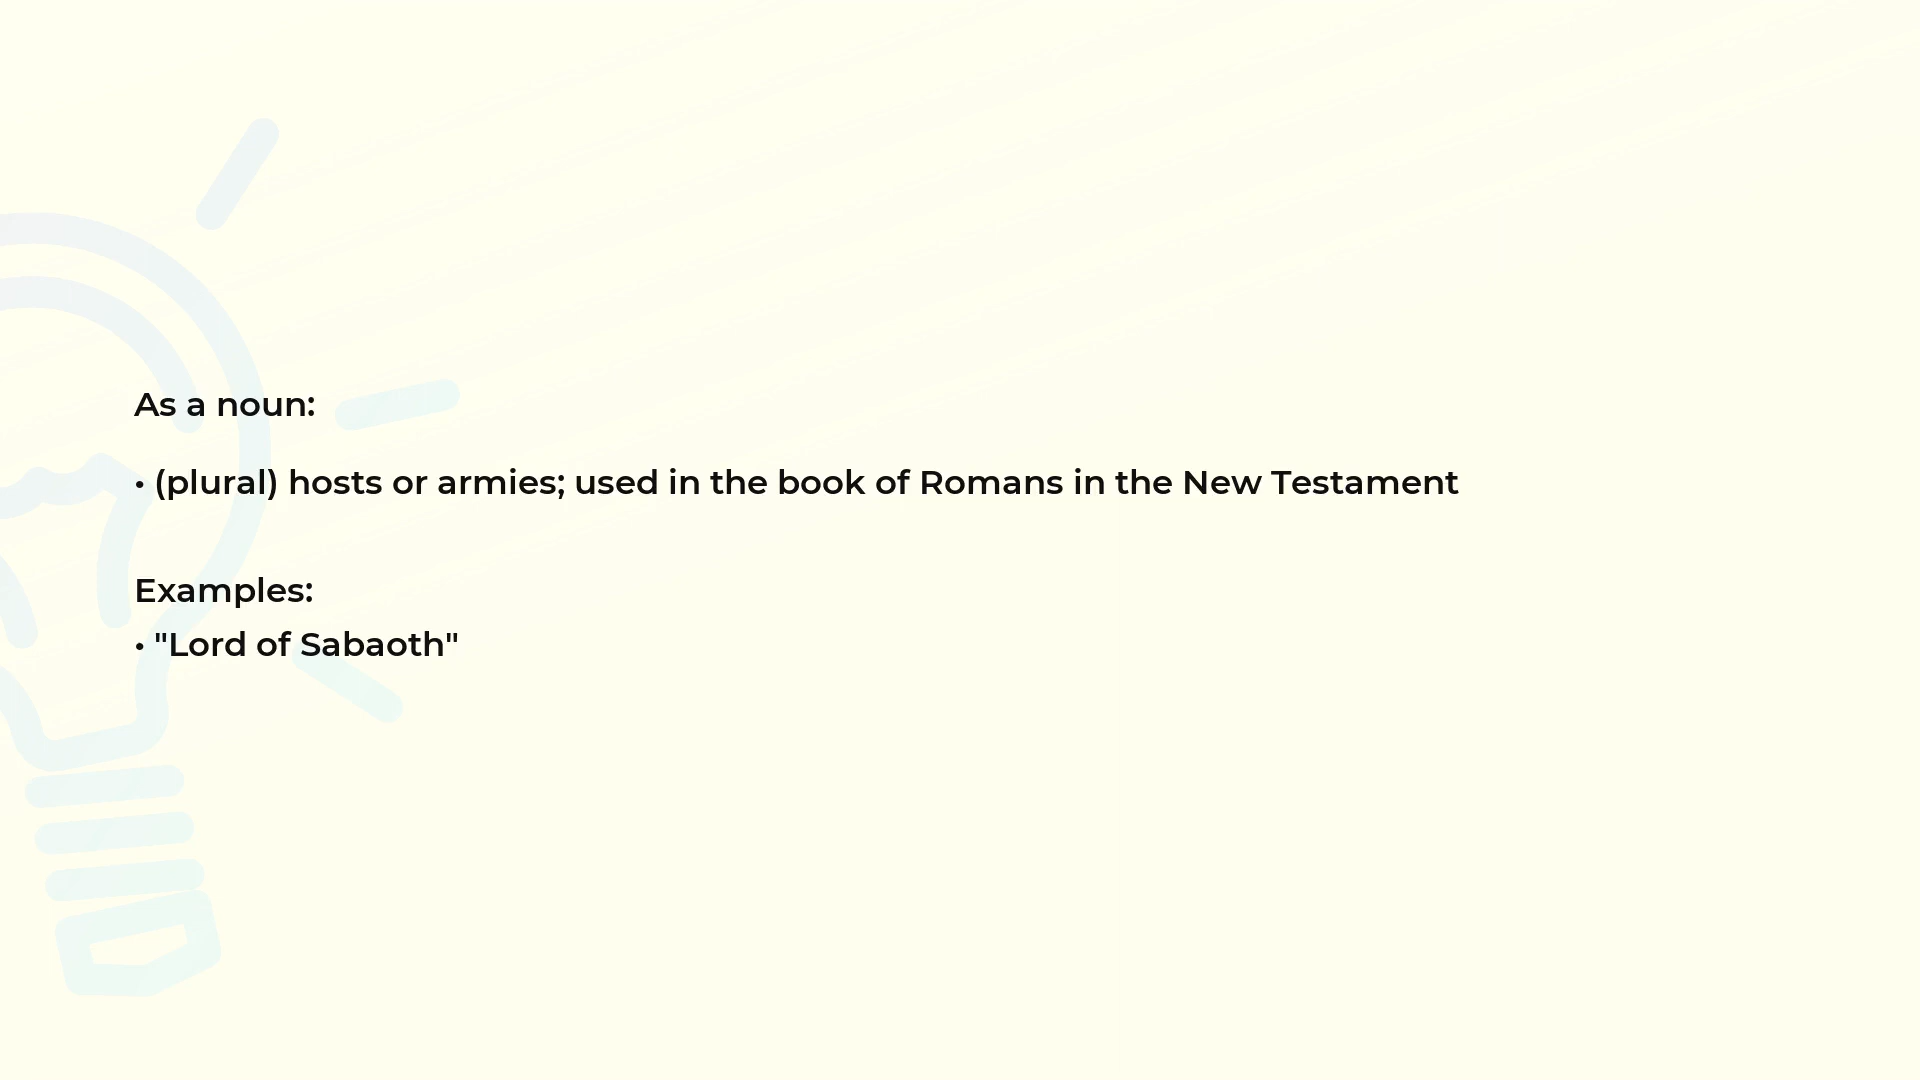 As a noun:
• (plural) hosts or armies; used in the book of Romans in the New Testament
Examples:
• "Lord of Sabaoth"